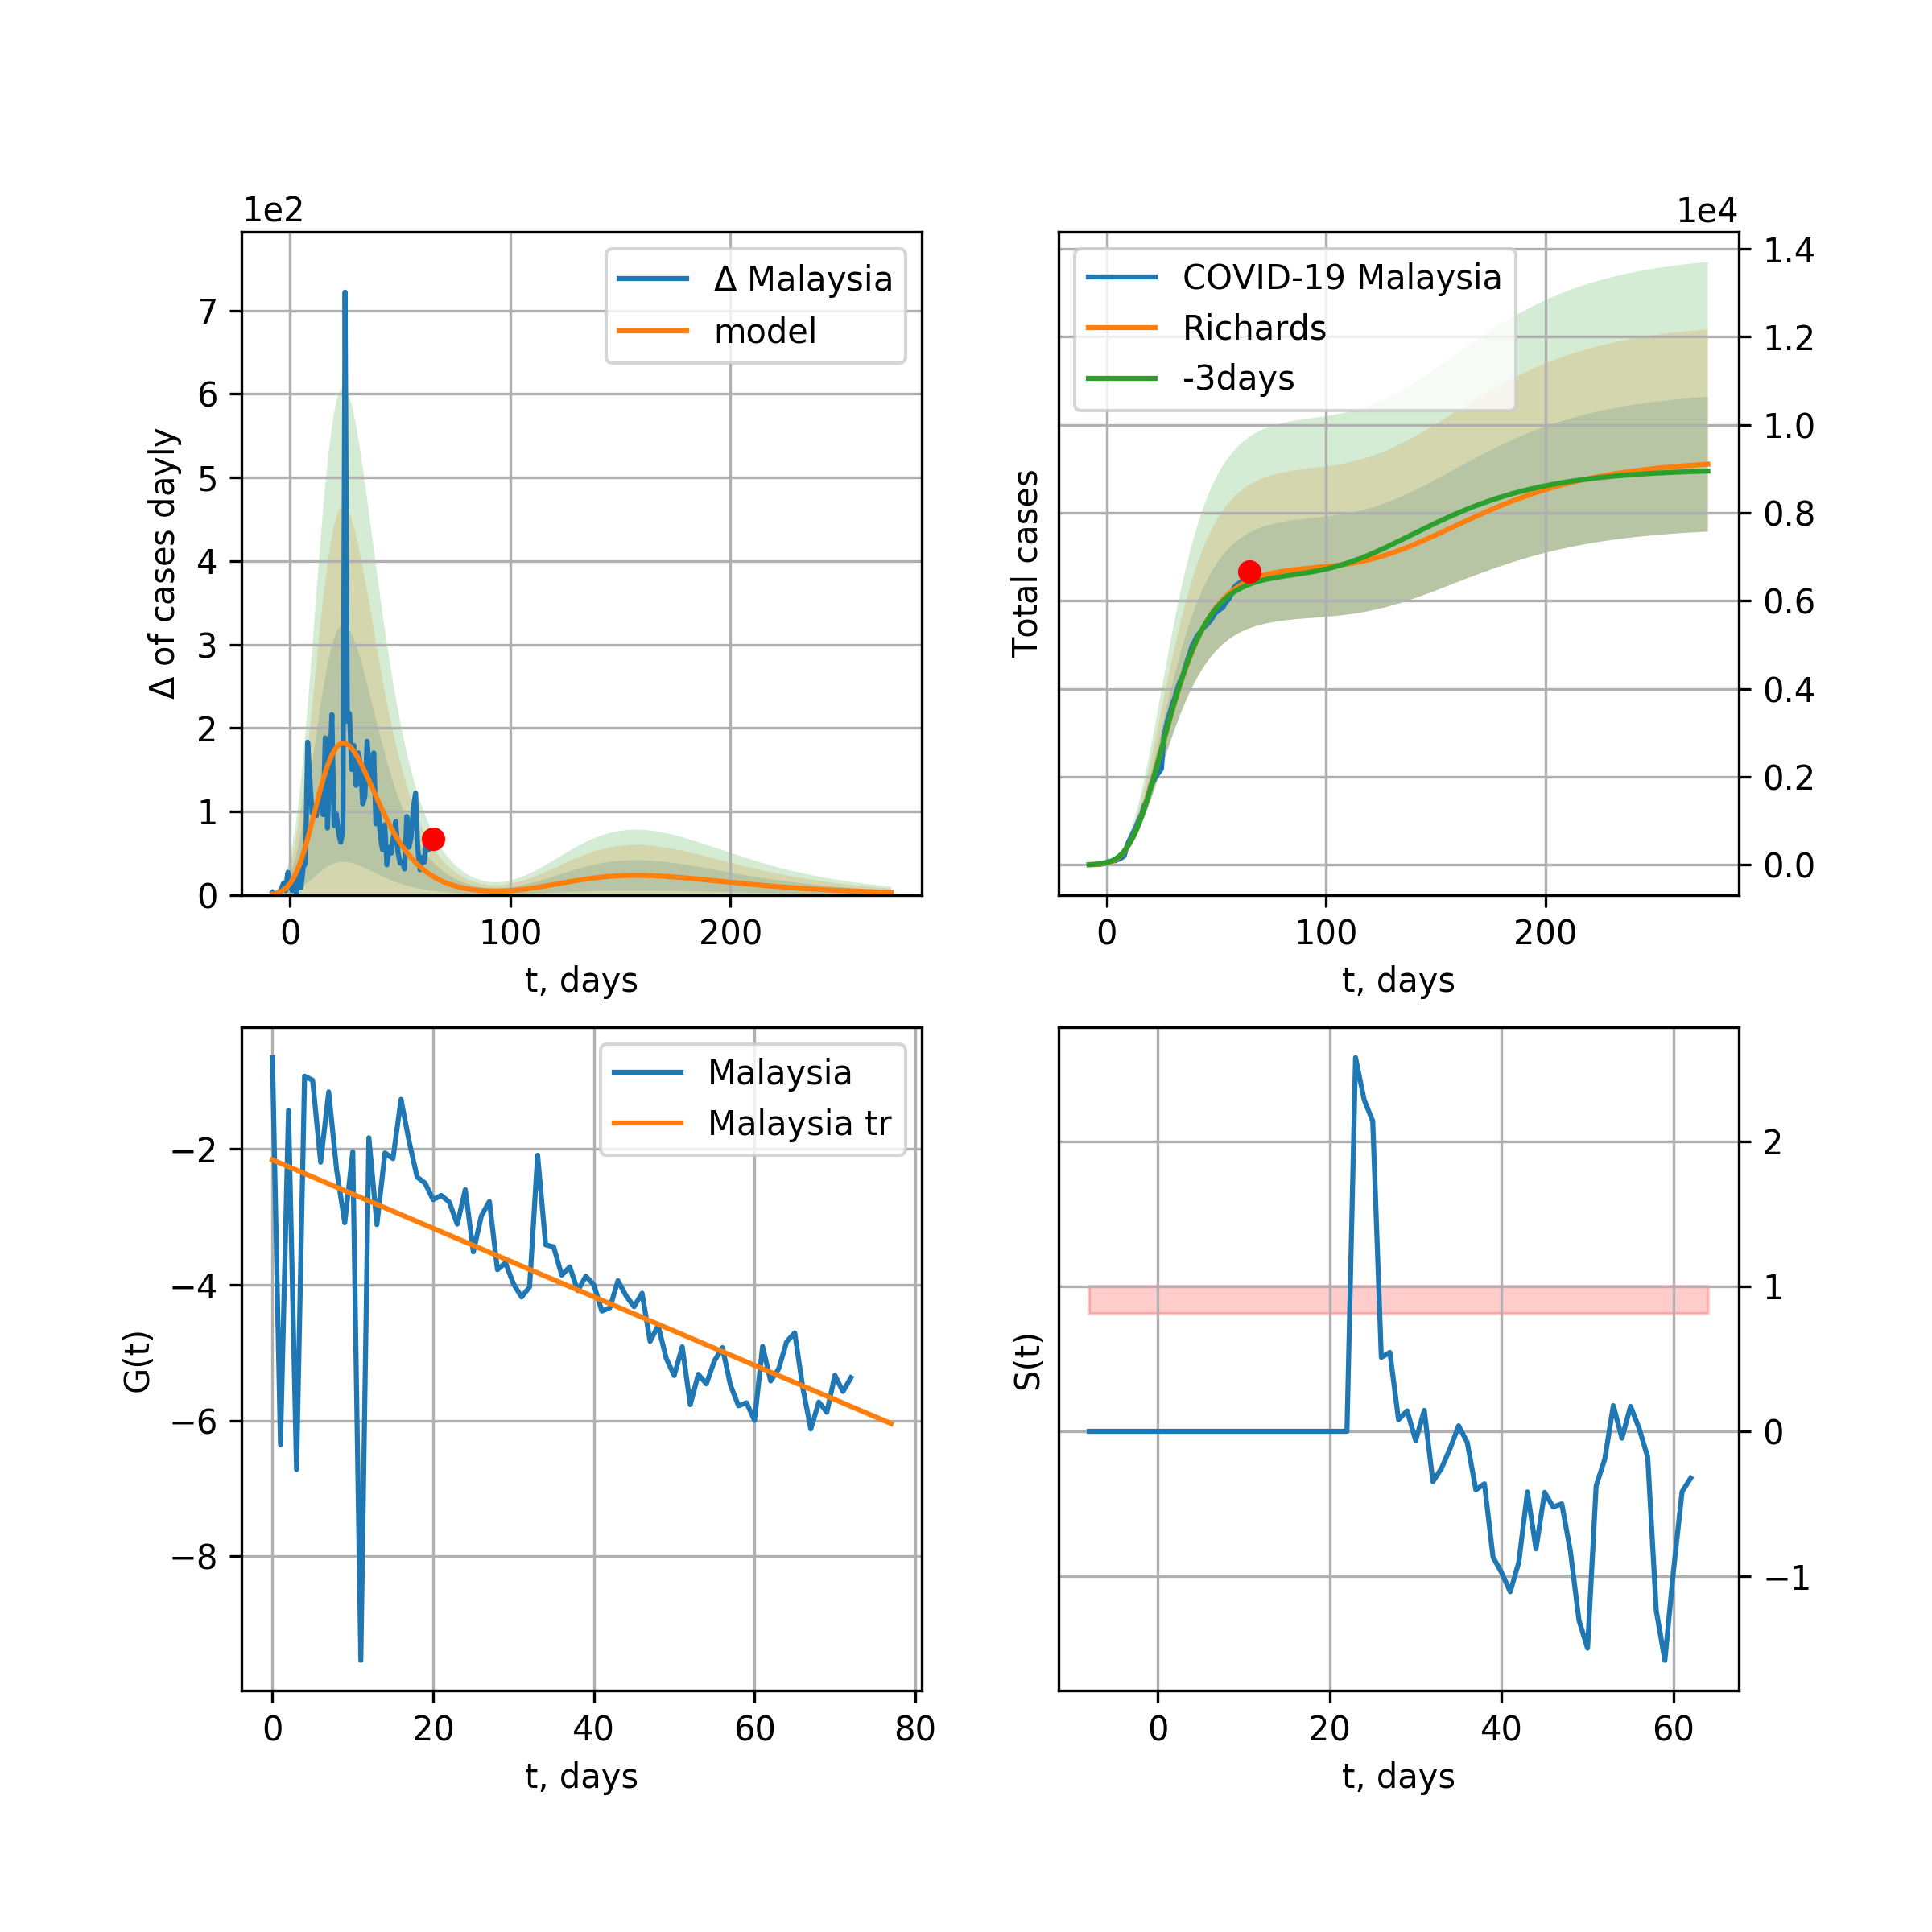 1e2
Δ of cases dayly
7
6
5
4
3
2
1
0
Δ Malaysia
model
0 100 200
t, days
1e4
Total cases
COVID-19 Malaysia
Richards
-3days
1.4
1.2
1.0
0.8
0.6
0.4
0.2
0.0
0 100 200
t, days
G(t)
−2
−4
−6
−8
Malaysia
Malaysia tr
0 20 40 60 80
t, days
S(t)
2
1
0
−1
0 20 40 60
t, days